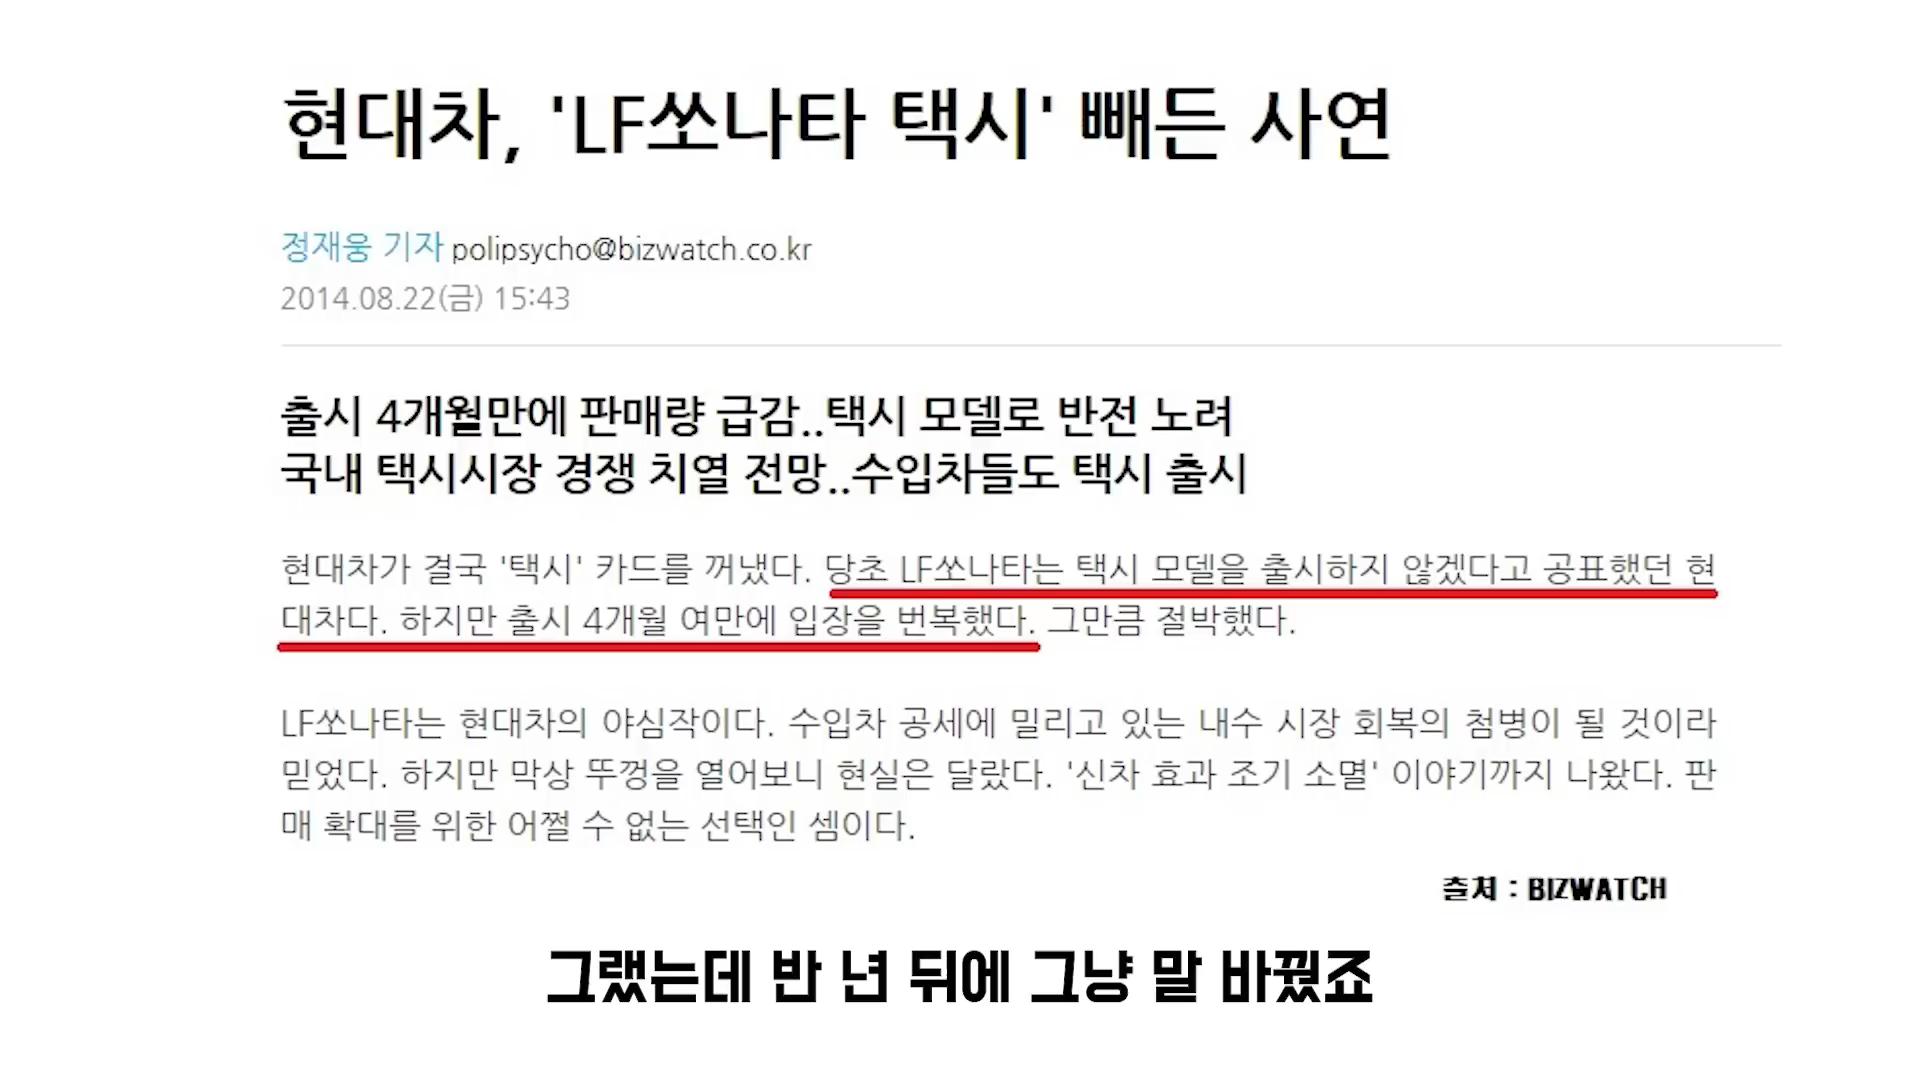 현대차, 'LF쏘나타 택시' 빼든 사연
정재웅 기자 polipsycho@bizwatch.co.kr
2014.08.22(금) 15:43
출시 4개월만에 판매량 급감..택시 모델로 반전 노려
국내 택시시장 경쟁 치열 전망..수입차들도 택시 출시
현대차가 결국 '택시' 카드를 꺼냈다. 당초 LF쏘나타는 택시 모델을 출시하지 않겠다고 공표했던 현
대차다. 하지만 출시 4개월 여만에 입장을 번복했다. 그만큼 절박했다.
LF쏘나타는 현대차의 야심작이다. 수입차 공세에 밀리고 있는 내수 시장 회복의 첨병이 될 것이라
믿었다. 하지만 막상 뚜껑을 열어보니 현실은 달랐다. '신차 효과 조기 소멸' 이야기까지 나왔다. 판
매 확대를 위한 어쩔 수 없는 선택인 셈이다.
출처 : BIZWATCH
그랬는데 반 년 뒤에 그냥 말 바꿨죠